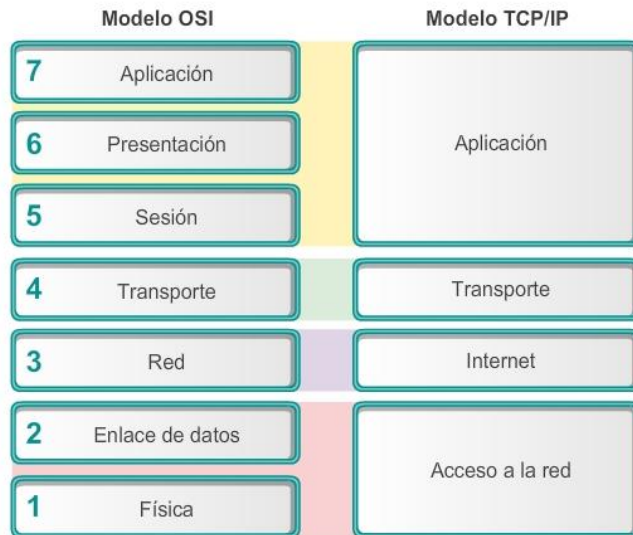 Modelo OSI
Modelo TCP/IP
7 Aplicación
6 Presentación
5 Sesión
Aplicación
4 Transporte
Transporte
3 Red
Internet
2 Enlace de datos
1 Física
Acceso a la red